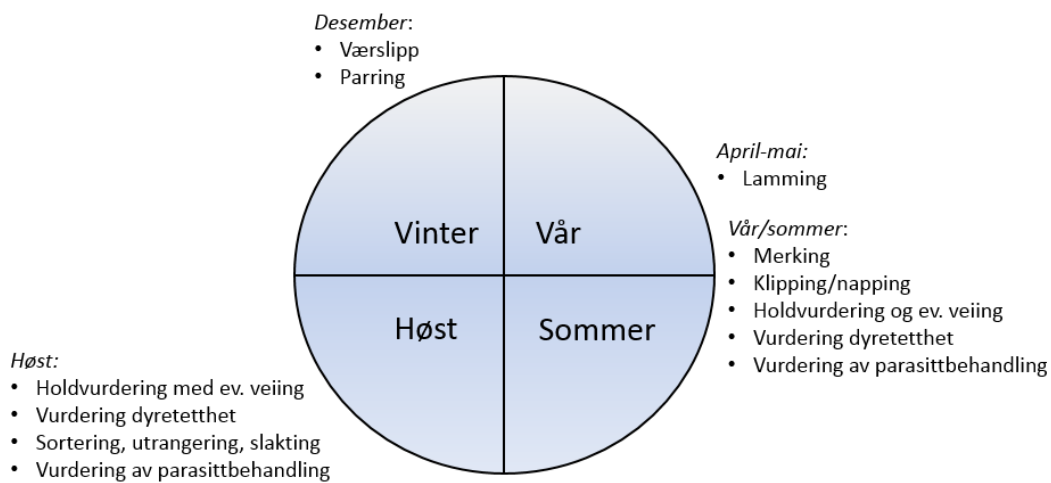 Desember:
• Værslipp
• Parring
April-mai:
• Lamming
Vinter
Vår
Vår/sommer:
• Merking
• Klipping/napping
• Holdvurdering og ev. veiing
• Vurdering dyretetthet
• Vurdering av parasittbehandling
Høst
Sommer
Høst:
• Holdvurdering med ev. veiing
• Vurdering dyretetthet
• Sortering, utrangering, slakting
• Vurdering av parasittbehandling